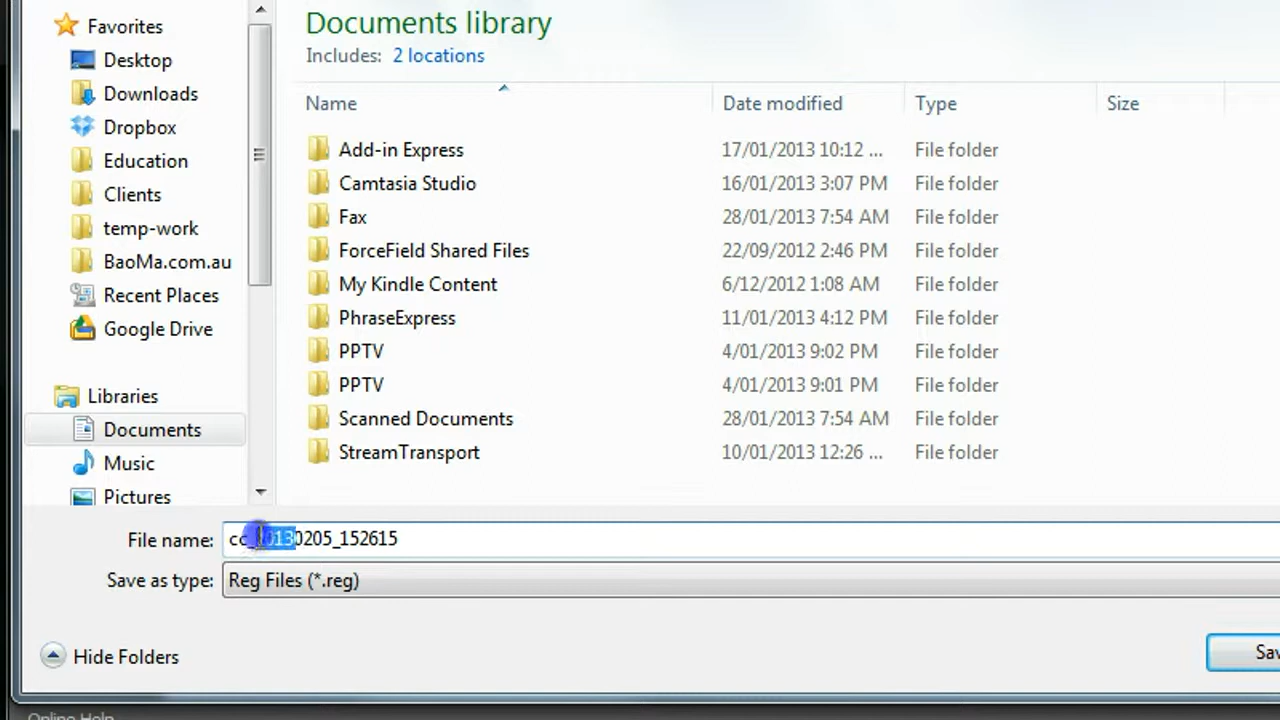 Favorites
Desktop
Downloads
Dropbox
Education
Clients
temp-work
BaoMa.com.au
Recent Places
Google Drive
Libraries
Documents
Music
Pictures
Documents library
Includes: 2 locations
Name Date modified Type Size
Add-in Express 17/01/2013 10:12 ... File folder
Camtasia Studio 16/01/2013 3:07 PM File folder
Fax 28/01/2013 7:54 AM File folder
ForceField Shared Files 22/09/2012 2:46 PM File folder
My Kindle Content 6/12/2012 1:08 AM File folder
PhraseExpress 11/01/2013 4:12 PM File folder
PPTV 4/01/2013 9:02 PM File folder
PPTV 4/01/2013 9:01 PM File folder
Scanned Documents 28/01/2013 7:54 AM File folder
StreamTransport 10/01/2013 12:26 ... File folder
File name: cc_20130205_152615
Save as type: Reg Files (*.reg)
Hide Folders
Sav
Online Help